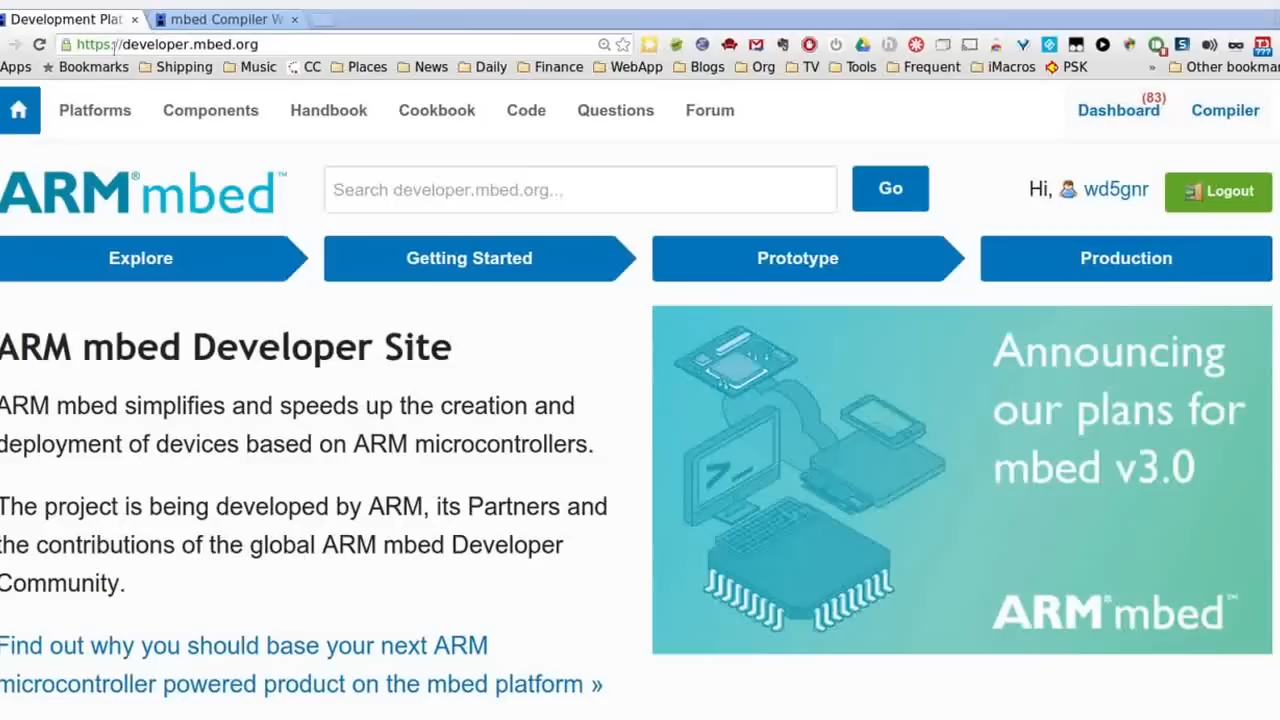 Development Plat × mbed Compiler W ×
https://developer.mbed.org
Apps Bookmarks Shipping Music CC Places News Daily Finance WebApp Blogs Org TV Tools Frequent iMacros PSK » Other bookmar
Platforms Components Handbook Cookbook Code Questions Forum Dashboard (83) Compiler
ARM®mbed™ Search developer.mbed.org... Go Hi, wd5gnr Logout
Explore Getting Started Prototype Production
ARM mbed Developer Site
ARM mbed simplifies and speeds up the creation and
deployment of devices based on ARM microcontrollers.
The project is being developed by ARM, its Partners and
the contributions of the global ARM mbed Developer
Community.
Find out why you should base your next ARM
microcontroller powered product on the mbed platform »
Announcing
our plans for
mbed v3.0
ARM®mbed™